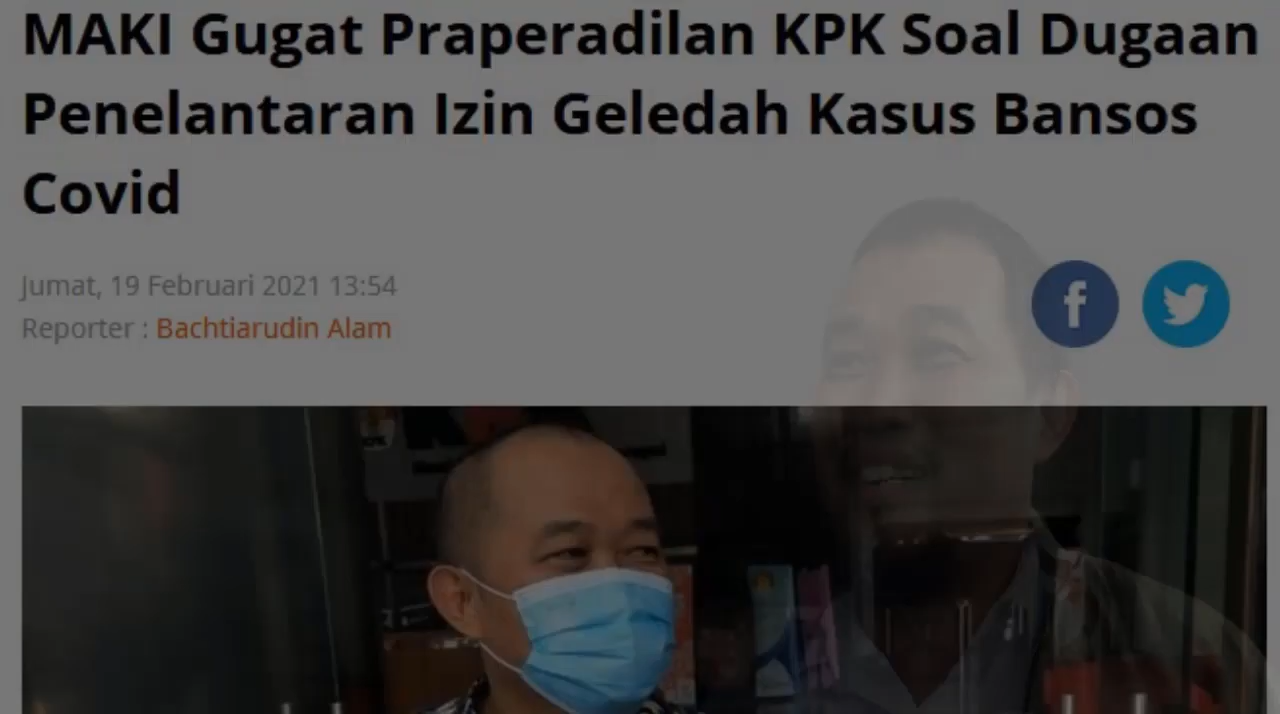 MAKI Gugat Praperadilan KPK Soal Dugaan
Penelantaran Izin Geledah Kasus Bansos
Covid
Jumat, 19 Februari 2021 13:54
Reporter : Bachtiarudin Alam